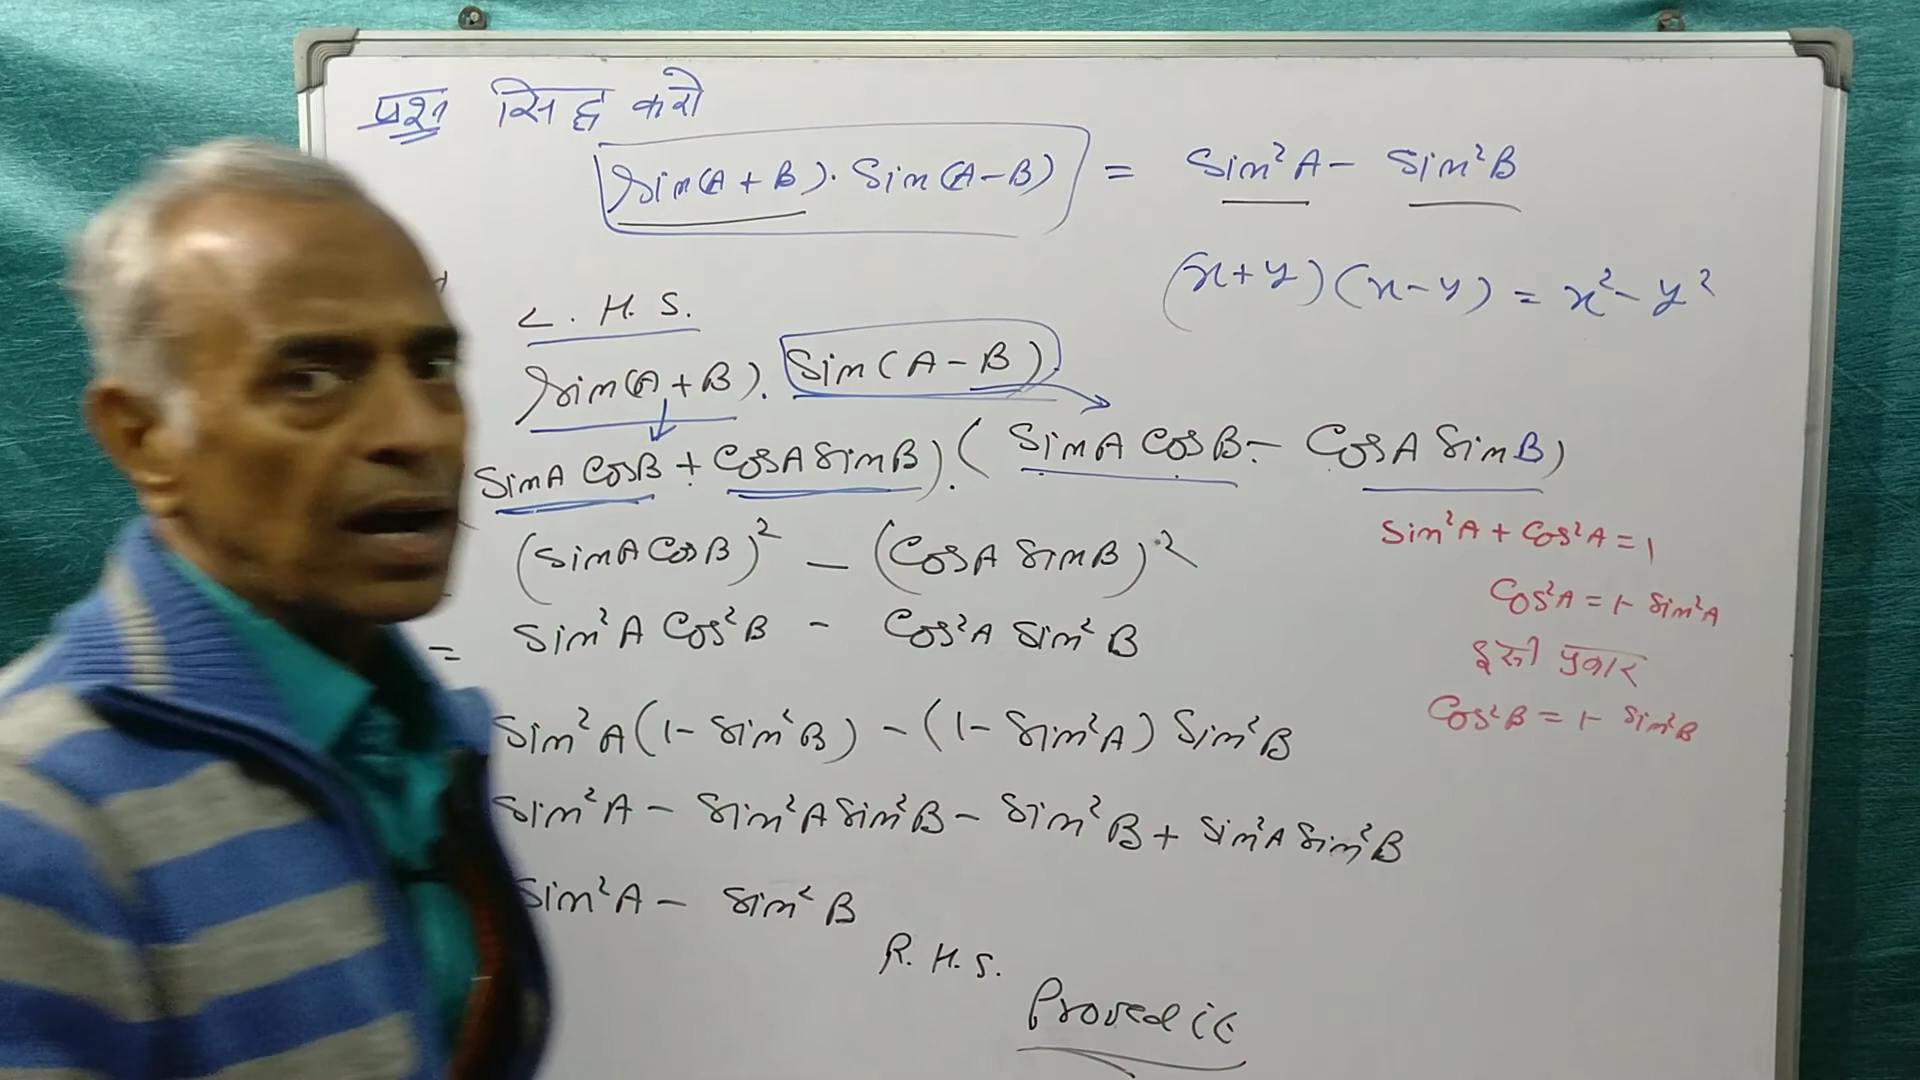 प्रश्न सिद्ध करो
Sin(A+B). Sin(A-B) = Sin²A - Sin²B
(x+y)(x-y) = x²-y²
L. H. S.
Sin(A+B). Sin(A-B)
SinA CosB + CosA SinB).(SinA CosB - CosA SinB)
(SinA CosB)² - (CosA SinB)²
Sin²A + Cos²A = 1
Cos²A = 1- Sin²A
= Sin²A Cos²B - Cos²A Sin²B
इसी प्रकार
Cos²B = 1- Sin²B
Sin²A(1- Sin²B) - (1- Sin²A) Sin²B
Sin²A - Sin²A Sin²B - Sin²B + Sin²A Sin²B
Sin²A - Sin²B
R. H. S.
Proved